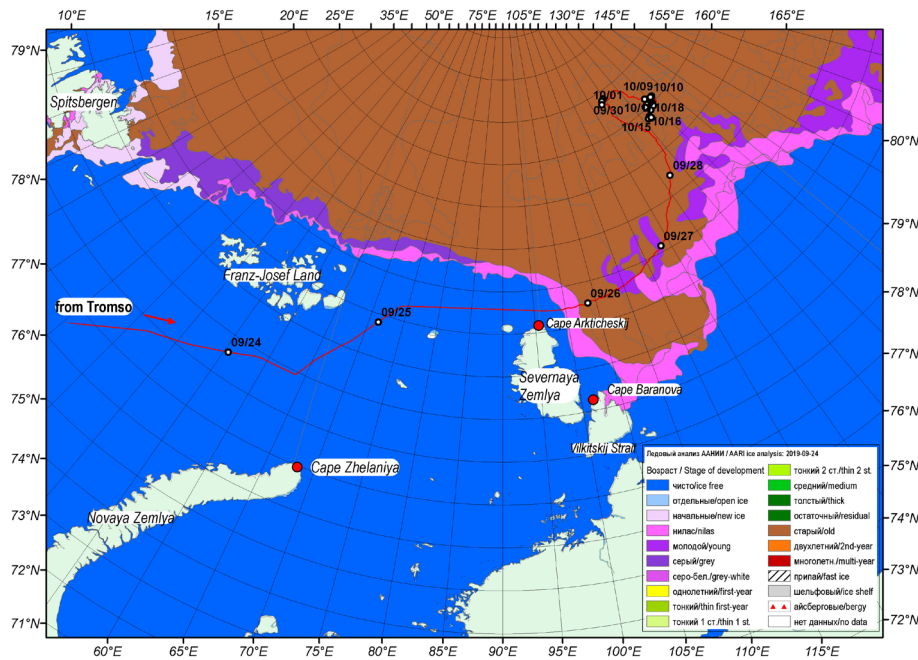 10°E 15°E 20°E 30°E 35°E 50°E 75°E 105°E 130°E 145°E 155°E 160°E 165°E
79°N
78°N
77°N
76°N
75°N
74°N
73°N
72°N
71°N
80°N
79°N
78°N
77°N
76°N
75°N
74°N
73°N
72°N
Spitsbergen
Franz-Josef Land
from Tromso
09/24
09/25
09/26
09/27
09/28
10/01
09/30
10/09
10/10
10/18
10/16
10/15
Cape Arkticheskij
Severnaya
Zemlya
Cape Baranova
Vilkitskij Strait
Cape Zhelaniya
Novaya Zemlya
Ледовый анализ ААНИИ / AARI ice analysis: 2019-09-24
Возраст / Stage of development
чисто/ice free
отдельные/open ice
начальные/new ice
нилас/nilas
молодой/young
серый/grey
серо-бел./grey-white
однолетний/first-year
тонкий/thin first-year
тонкий 1 ст./thin 1 st.
тонкий 2 ст./thin 2 st.
средний/medium
толстый/thick
остаточный/residual
старый/old
двухлетний/2nd-year
многолетн./multi-year
припай/fast ice
шельфовый/ice shelf
айсберговые/bergy
нет данных/no data
60°E 65°E 70°E 75°E 80°E 85°E 90°E 95°E 100°E 105°E 110°E 115°E